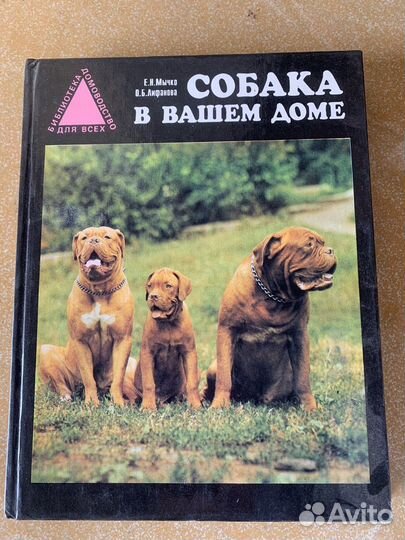 БИБЛИОТЕКА
ДОМОВОДСТВО
ДЛЯ ВСЕХ
Е.Н.Мычко
О.Б.Лифанова
СОБАКА
В ВАШЕМ ДОМЕ
Avito